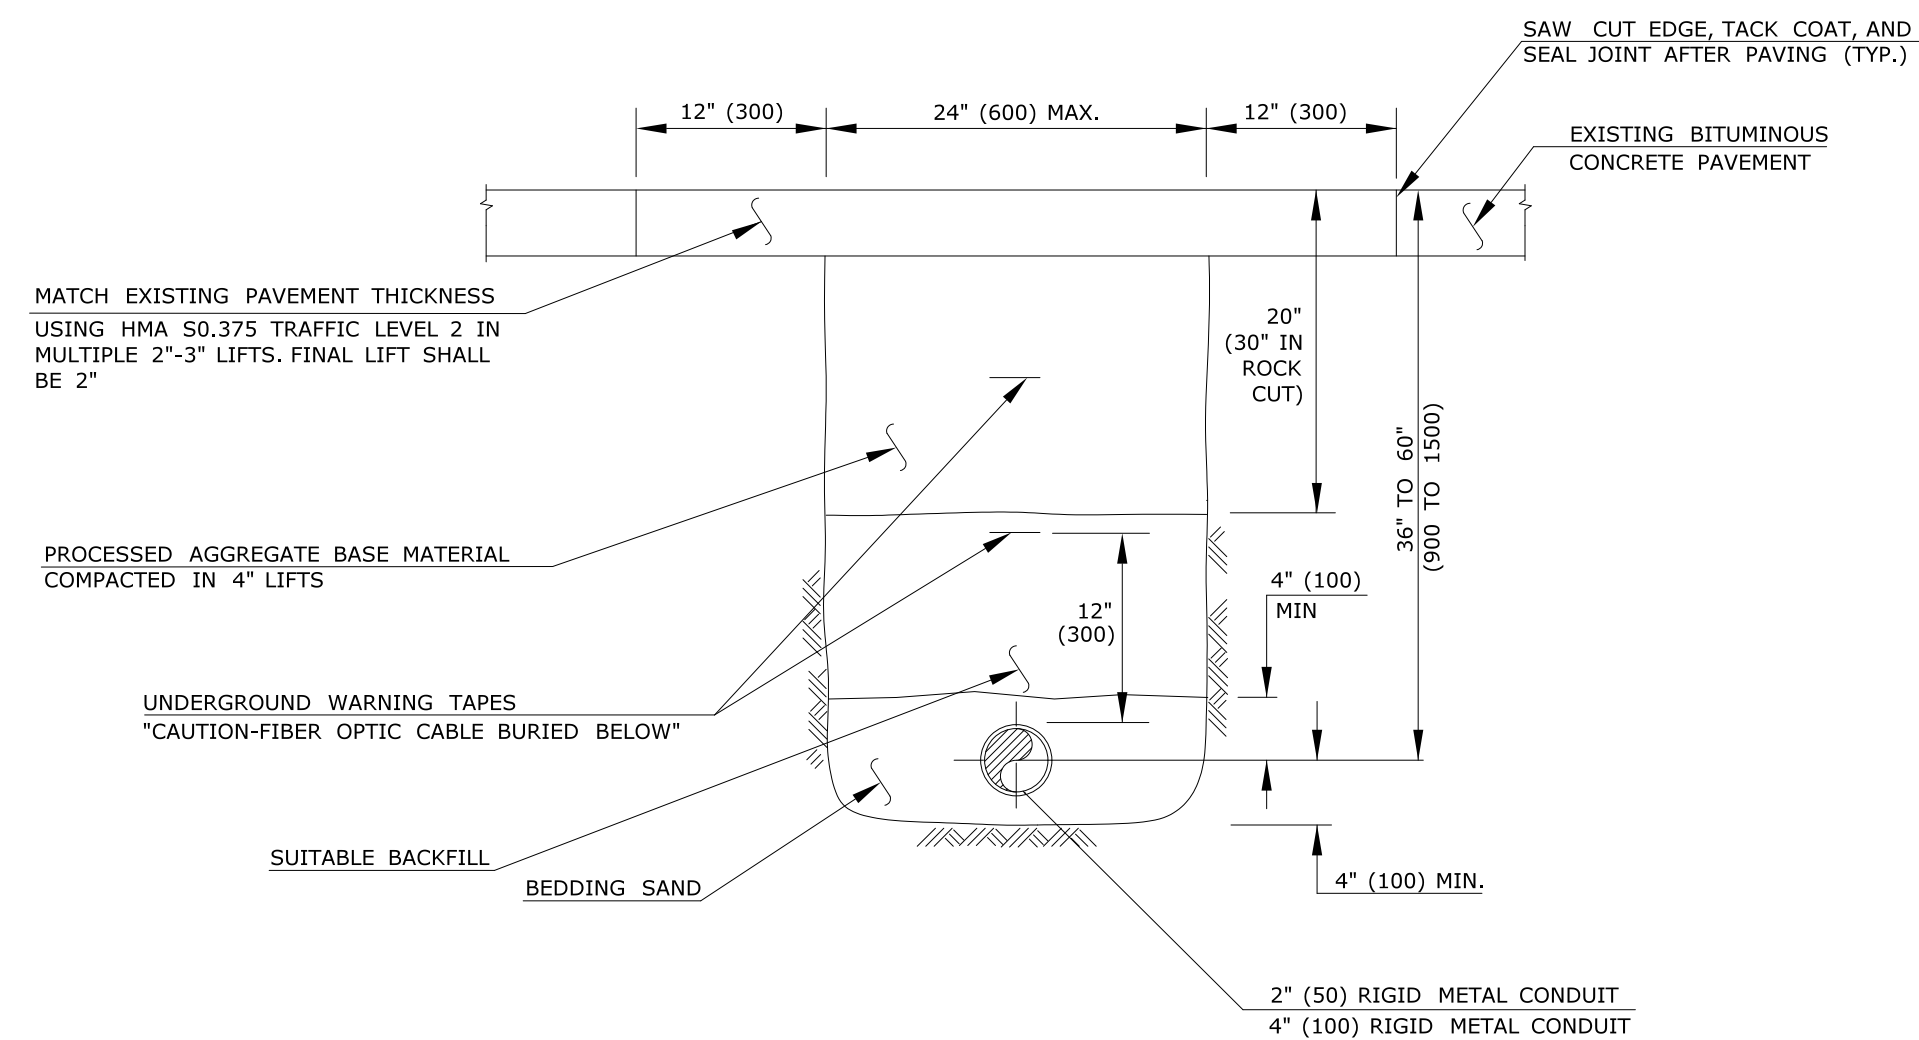 SAW CUT EDGE, TACK COAT, AND
SEAL JOINT AFTER PAVING (TYP.)
12" (300)
24" (600) MAX.
12" (300)
EXISTING BITUMINOUS
CONCRETE PAVEMENT
MATCH EXISTING PAVEMENT THICKNESS
USING HMA S0.375 TRAFFIC LEVEL 2 IN
MULTIPLE 2"-3" LIFTS. FINAL LIFT SHALL
BE 2"
20"
(30" IN
ROCK
CUT)
36" TO 60"
(900 TO 1500)
PROCESSED AGGREGATE BASE MATERIAL
COMPACTED IN 4" LIFTS
4" (100)
MIN
12"
(300)
UNDERGROUND WARNING TAPES
"CAUTION-FIBER OPTIC CABLE BURIED BELOW"
SUITABLE BACKFILL
BEDDING SAND
4" (100) MIN.
2" (50) RIGID METAL CONDUIT
4" (100) RIGID METAL CONDUIT